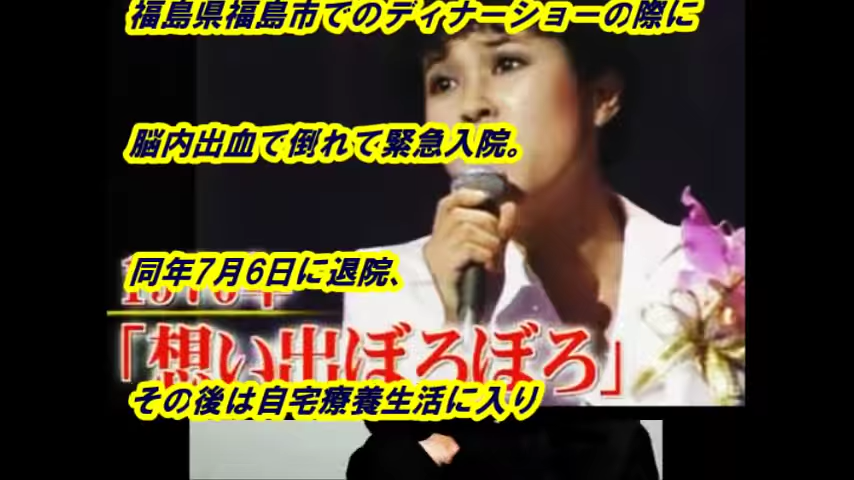 福島県福島市でのディナーショーの際に
脳内出血で倒れて緊急入院。
同年7月6日に退院、
「想い出ぼろぼろ」
その後は自宅療養生活に入り